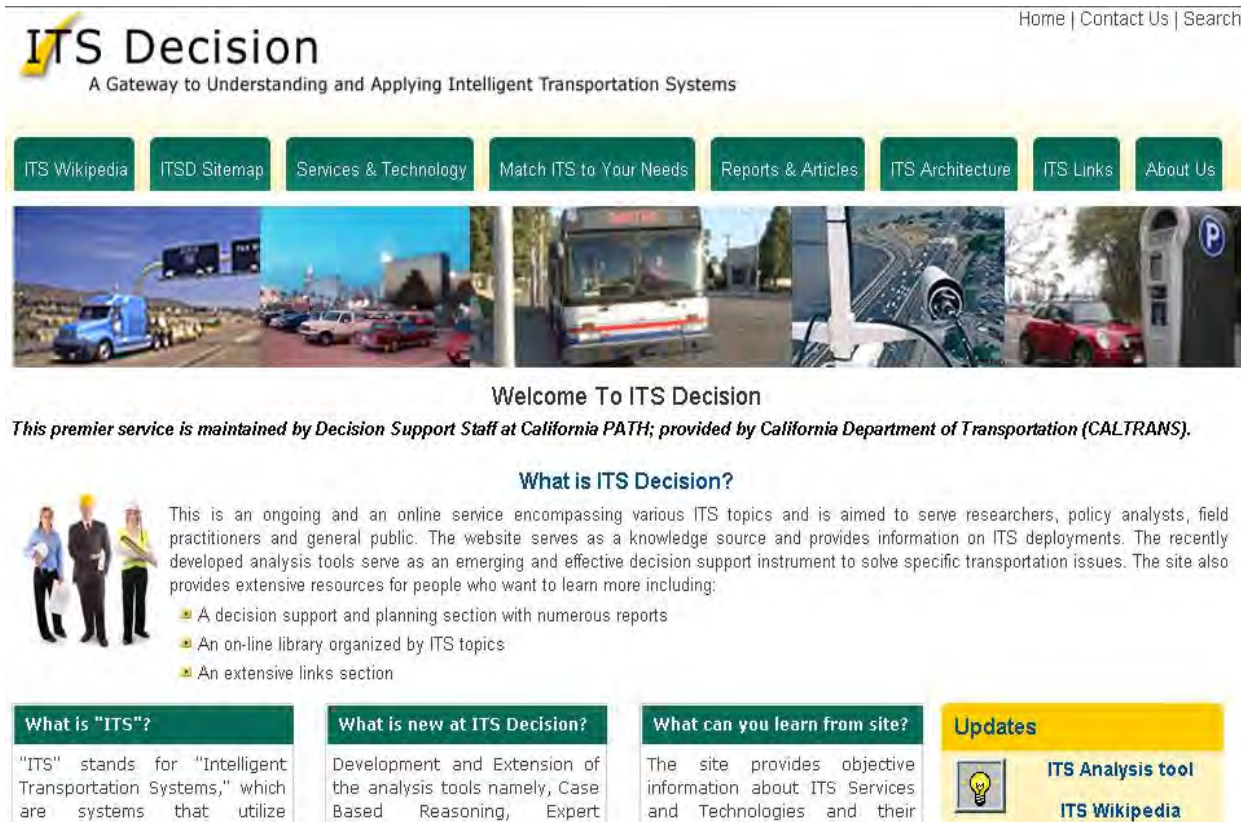 Home | Contact Us | Search
ITS Decision
A Gateway to Understanding and Applying Intelligent Transportation Systems
ITS Wikipedia ITSD Sitemap Services & Technology Match ITS to Your Needs Reports & Articles ITS Architecture ITS Links About Us
P
Welcome To ITS Decision
This premier service is maintained by Decision Support Staff at California PATH; provided by California Department of Transportation (CALTRANS).
What is ITS Decision?
This is an ongoing and an online service encompassing various ITS topics and is aimed to serve researchers, policy analysts, field
practitioners and general public. The website serves as a knowledge source and provides information on ITS deployments. The recently
developed analysis tools serve as an emerging and effective decision support instrument to solve specific transportation issues. The site also
provides extensive resources for people who want to learn more including:
A decision support and planning section with numerous reports
An on-line library organized by ITS topics
An extensive links section
What is "ITS"?
"ITS" stands for "Intelligent
Transportation Systems," which
are systems that utilize
What is new at ITS Decision?
Development and Extension of
the analysis tools namely, Case
Based Reasoning, Expert
What can you learn from site?
The site provides objective
information about ITS Services
and Technologies and their
Updates
ITS Analysis tool
ITS Wikipedia